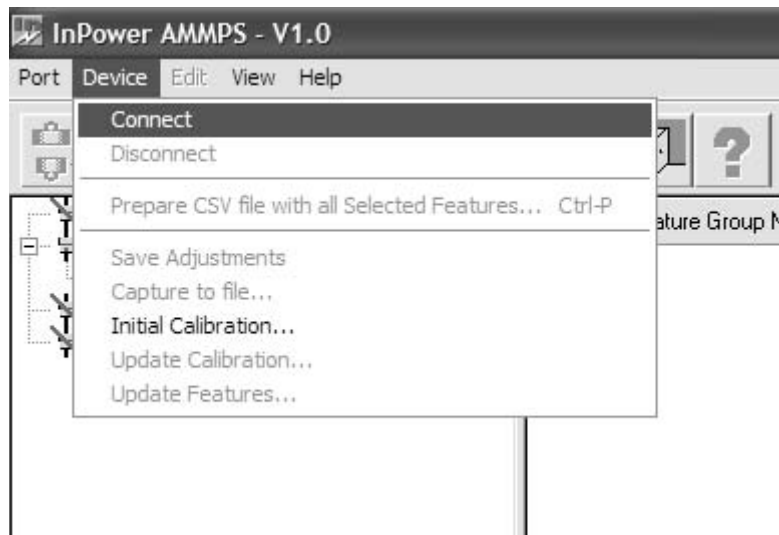 InPower AMMPS - V1.0
Port Device Edit View Help
Connect
Disconnect
Prepare CSV file with all Selected Features... Ctrl-P
Save Adjustments
Capture to file...
Initial Calibration...
Update Calibration...
Update Features...
?
ature Group N